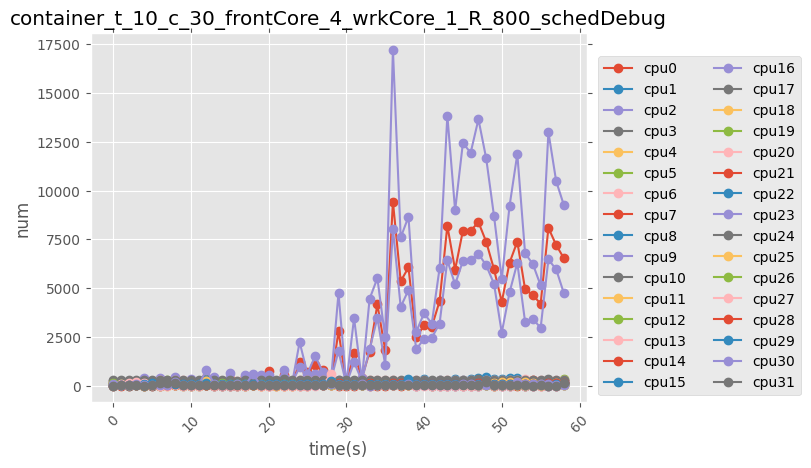 container_t_10_c_30_frontCore_4_wrkCore_1_R_800_schedDebug
num
17500
15000
12500
10000
7500
5000
2500
0
0
10
20
30
40
50
60
time(s)
cpu0
cpu1
cpu2
cpu3
cpu4
cpu5
cpu6
cpu7
cpu8
cpu9
cpu10
cpu11
cpu12
cpu13
cpu14
cpu15
cpu16
cpu17
cpu18
cpu19
cpu20
cpu21
cpu22
cpu23
cpu24
cpu25
cpu26
cpu27
cpu28
cpu29
cpu30
cpu31